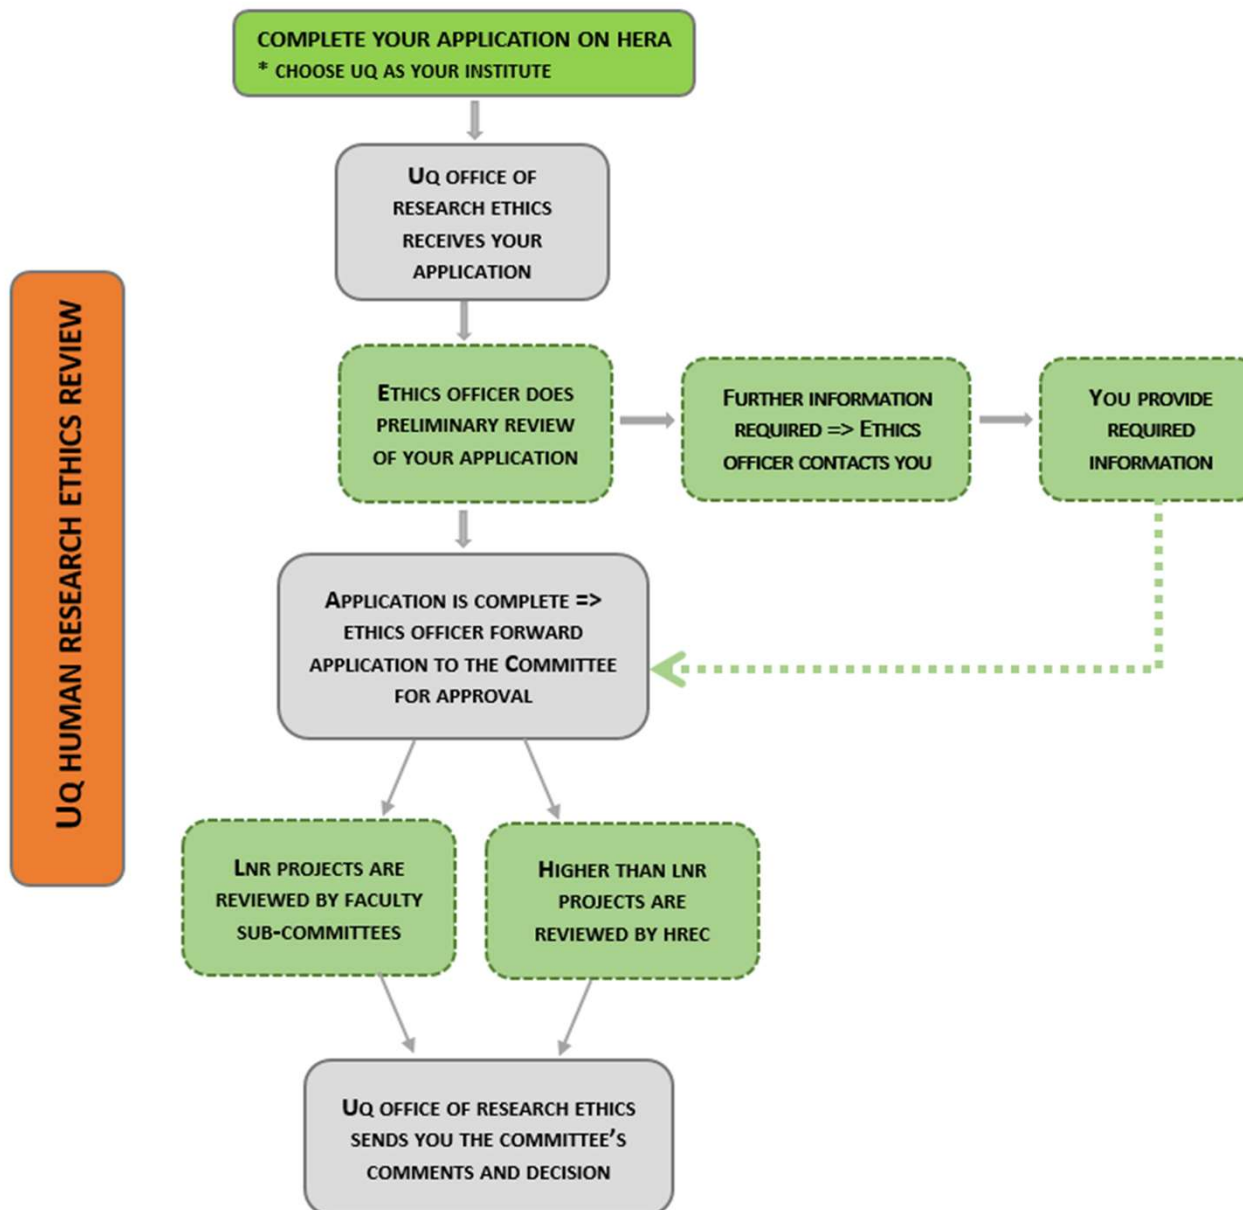 COMPLETE YOUR APPLICATION ON HERA
* CHOOSE UQ AS YOUR INSTITUTE
UQ OFFICE OF
RESEARCH ETHICS
RECEIVES YOUR
APPLICATION
UQ HUMAN RESEARCH ETHICS REVIEW
ETHICS OFFICER DOES
PRELIMINARY REVIEW
OF YOUR APPLICATION
FURTHER INFORMATION
REQUIRED => ETHICS
OFFICER CONTACTS YOU
YOU PROVIDE
REQUIRED
INFORMATION
APPLICATION IS COMPLETE =>
ETHICS OFFICER FORWARD
APPLICATION TO THE COMMITTEE
FOR APPROVAL
LNR PROJECTS ARE
REVIEWED BY FACULTY
SUB-COMMITTEES
HIGHER THAN LNR
PROJECTS ARE
REVIEWED BY HREC
UQ OFFICE OF RESEARCH ETHICS
SENDS YOU THE COMMITTEE'S
COMMENTS AND DECISION